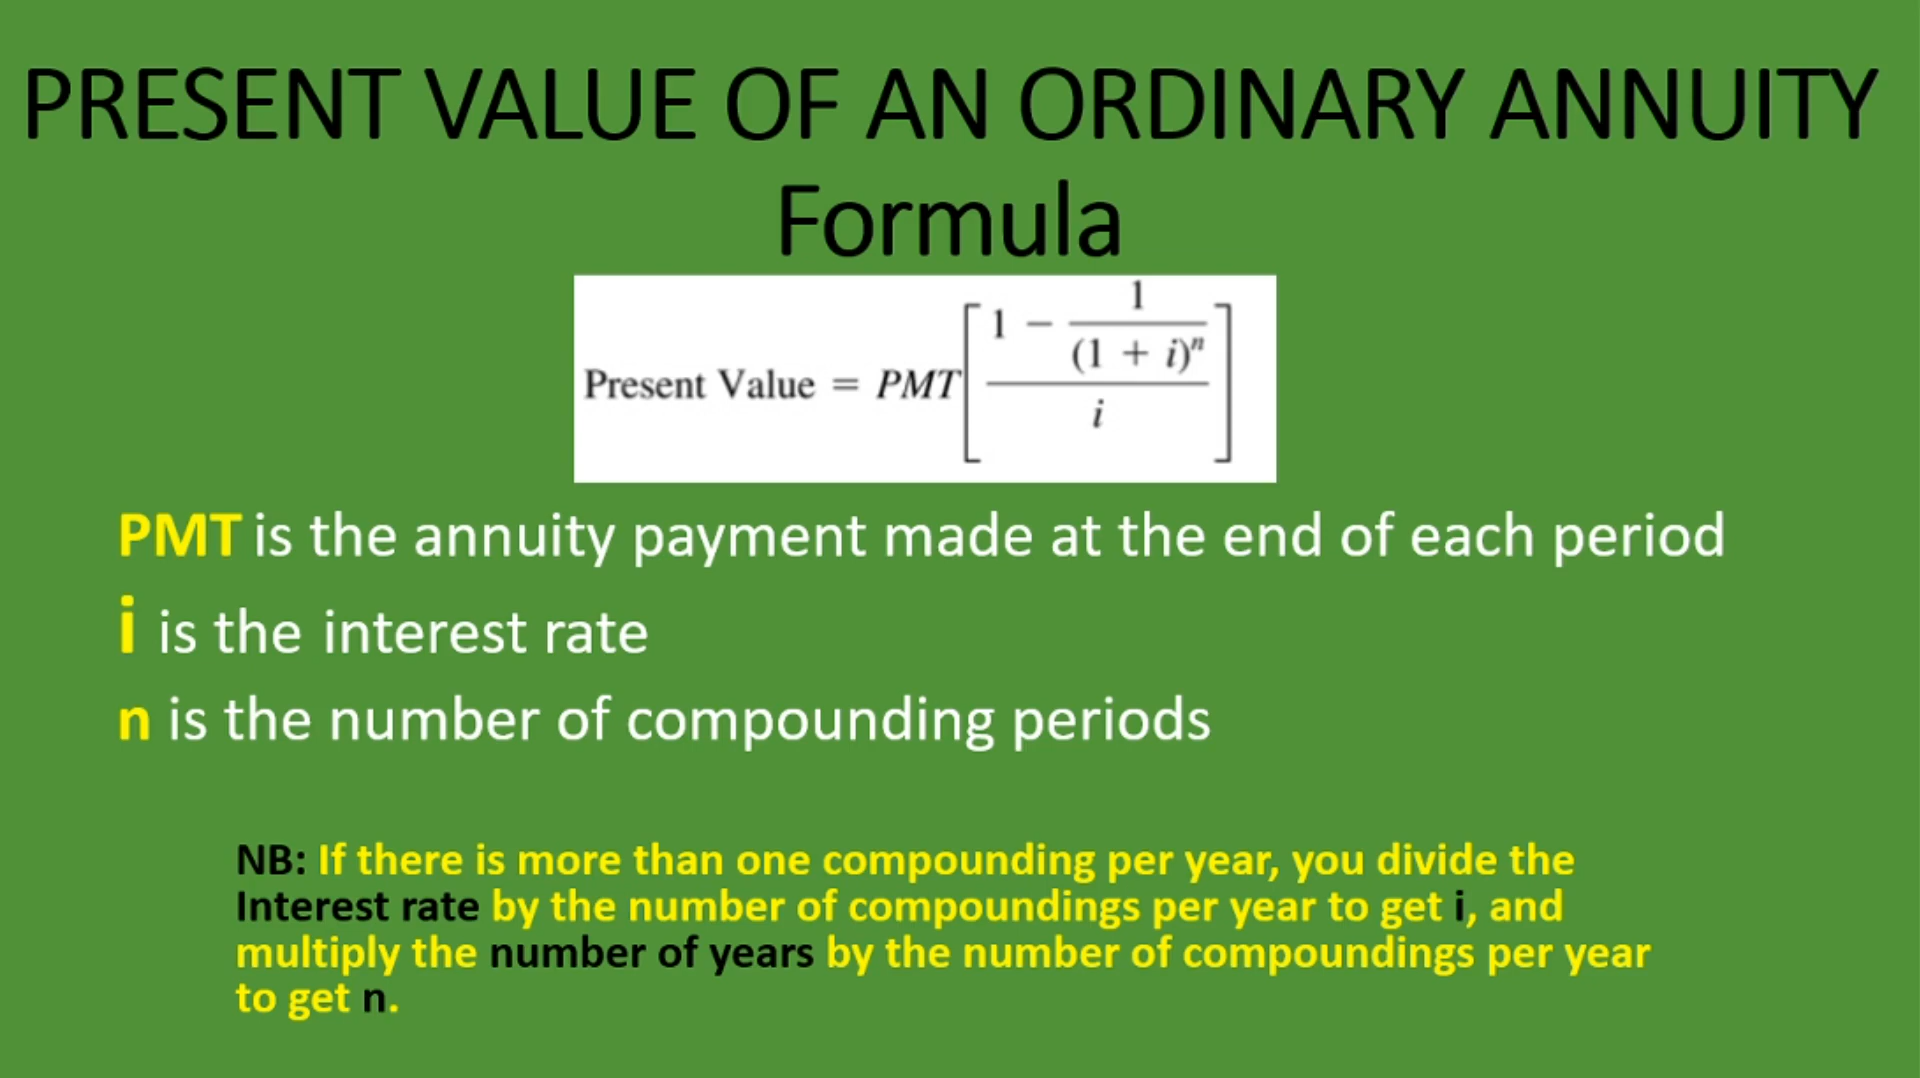 PRESENT VALUE OF AN ORDINARY ANNUITY
Formula
Present Value = PMT[(1 - 1/(1 + i)^n)/i]
PMT is the annuity payment made at the end of each period
i is the interest rate
n is the number of compounding periods
NB: If there is more than one compounding per year, you divide the
Interest rate by the number of compoundings per year to get i, and
multiply the number of years by the number of compoundings per year
to get n.